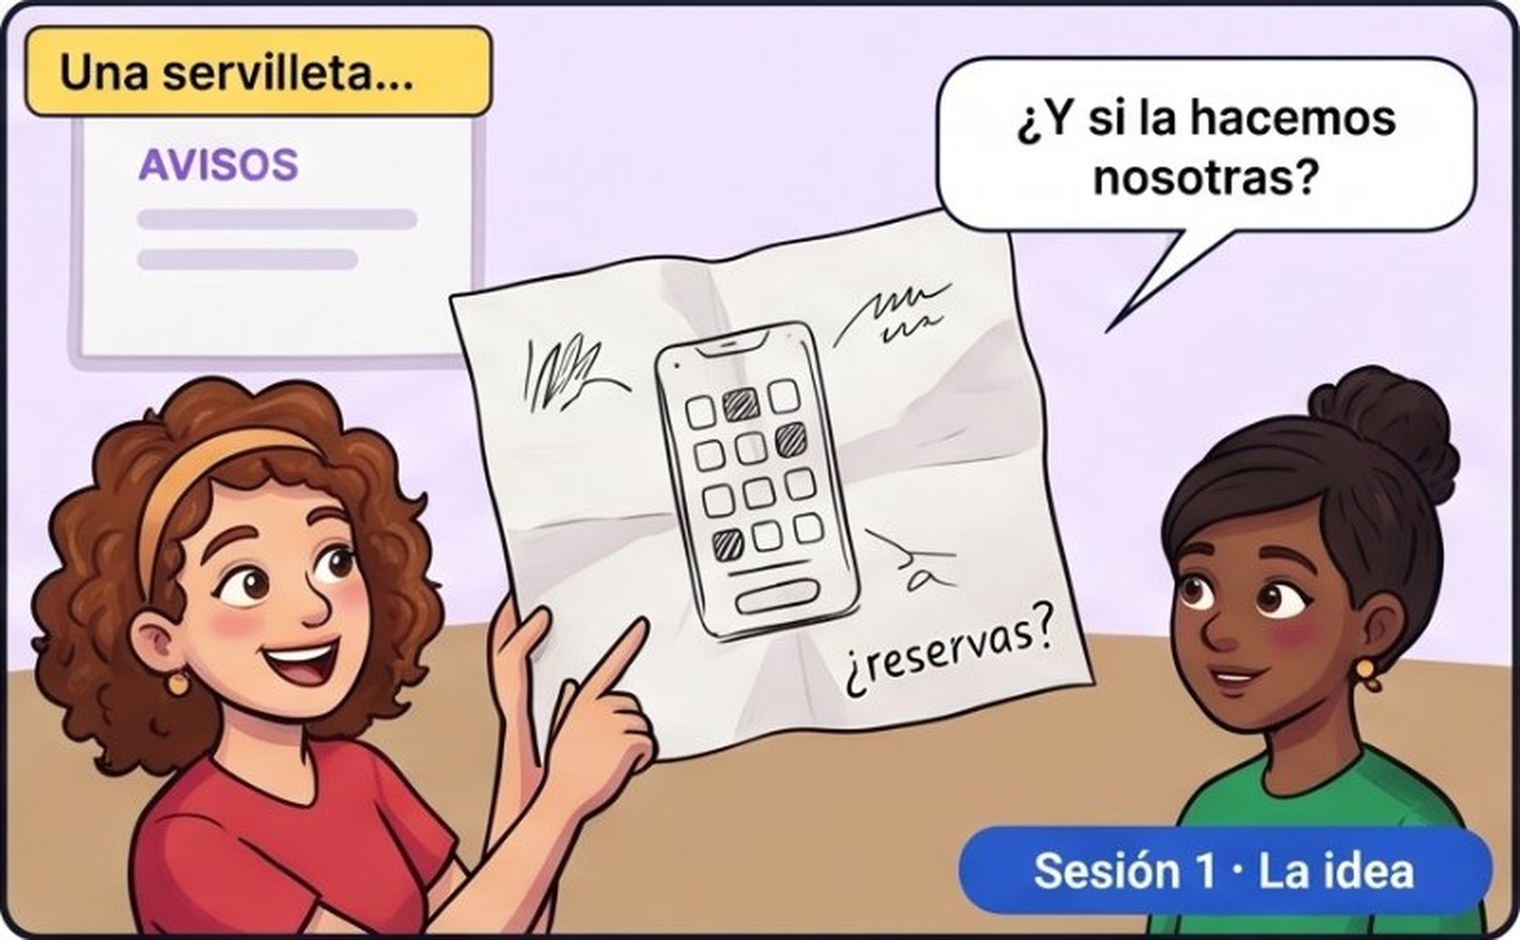 Una servilleta...
AVISOS
¿Y si la hacemos
nosotras?
¿reservas?
Sesión 1 · La idea